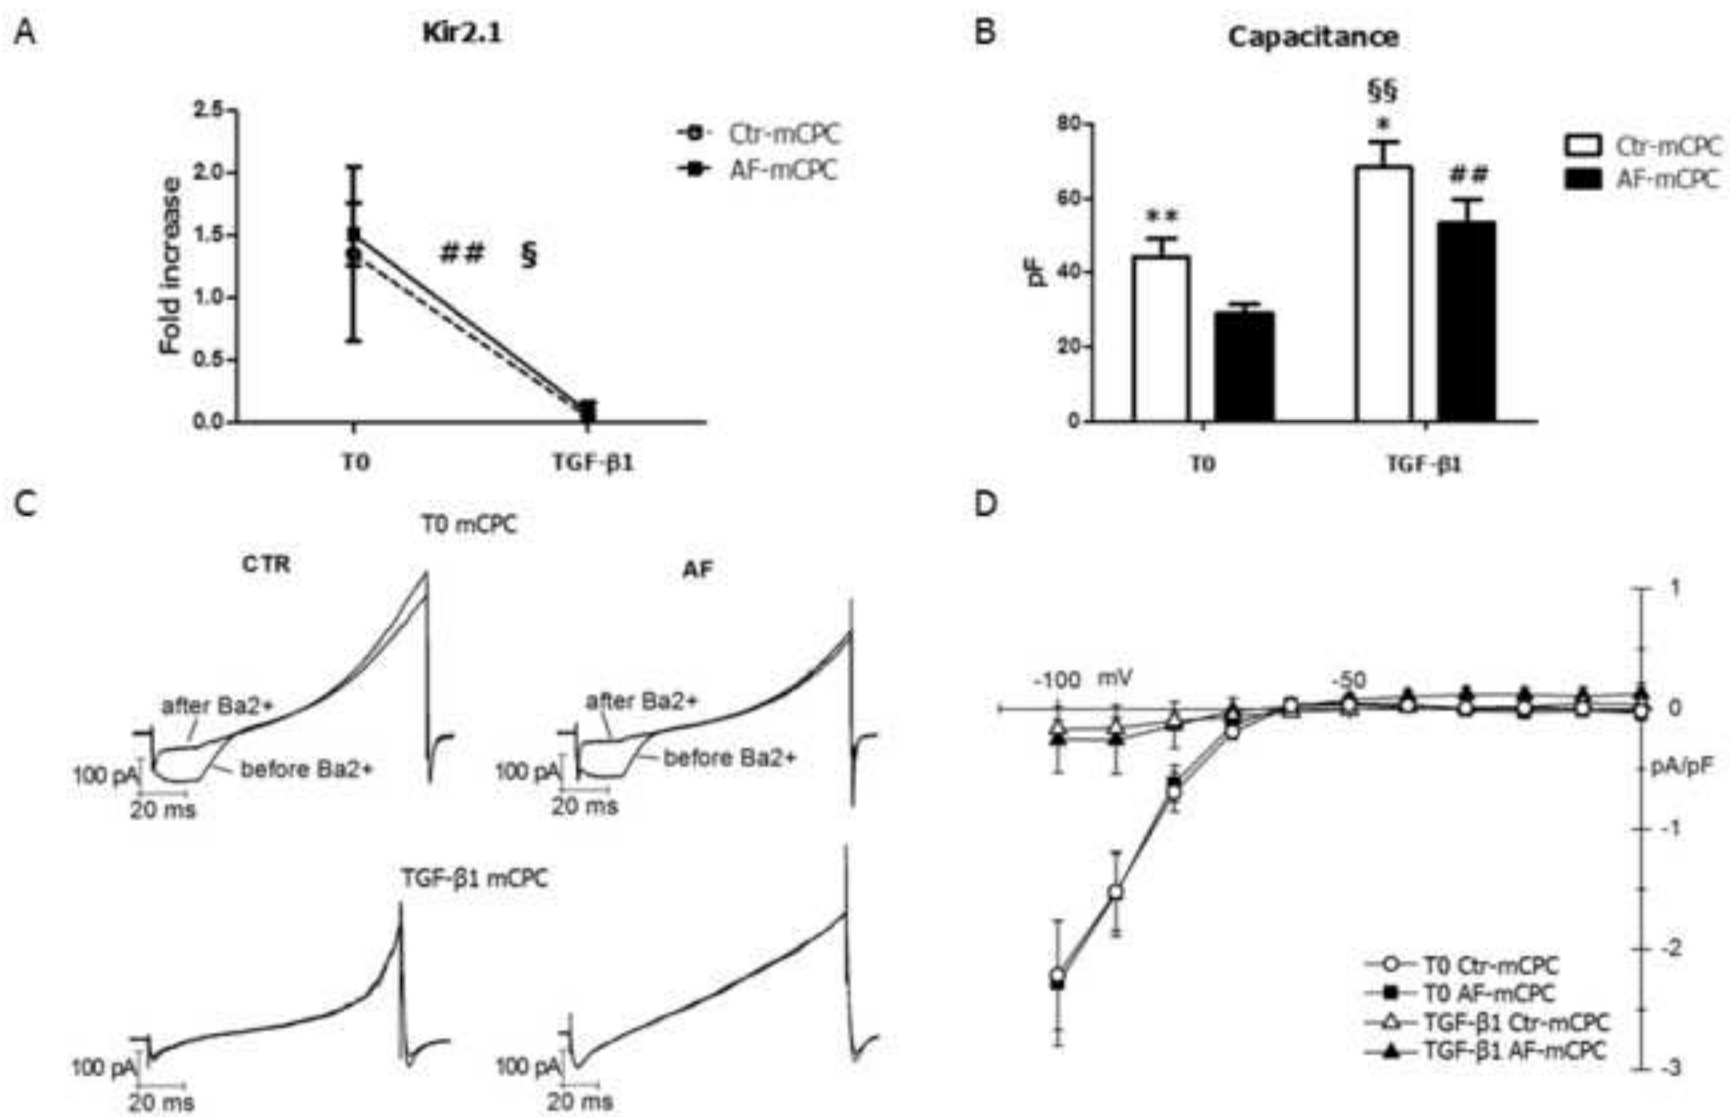 A
Kir2.1
2.5
2.0
1.5
1.0
0.5
0.0
Fold increase
## §
Ctr-mCPC
AF-mCPC
T0
TGF-β1
B
Capacitance
80
60
40
20
0
pF
**
§§
*
##
Ctr-mCPC
AF-mCPC
T0
TGF-β1
C
T0 mCPC
CTR
AF
after Ba2+
before Ba2+
100 pA
20 ms
after Ba2+
before Ba2+
100 pA
20 ms
TGF-β1 mCPC
100 pA
20 ms
100 pA
20 ms
D
-100
mV
-50
1
0
pA/pF
-1
-2
-3
T0 Ctr-mCPC
T0 AF-mCPC
TGF-β1 Ctr-mCPC
TGF-β1 AF-mCPC